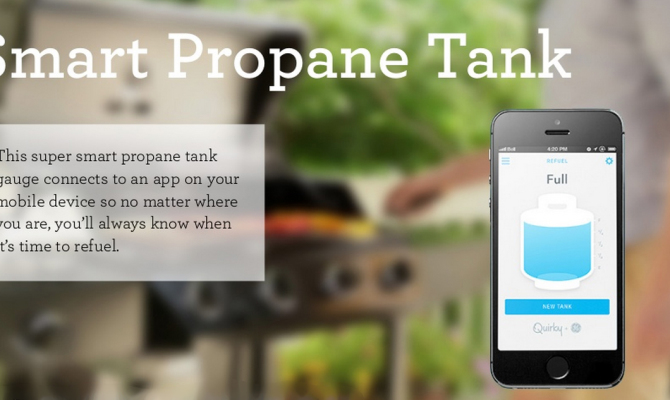 Smart Propane Tank
This super smart propane tank
gauge connects to an app on your
mobile device so no matter where
you are, you'll always know when
it's time to refuel.
4:20 PM
REFUEL
Full
NEW TANK
Quirky +